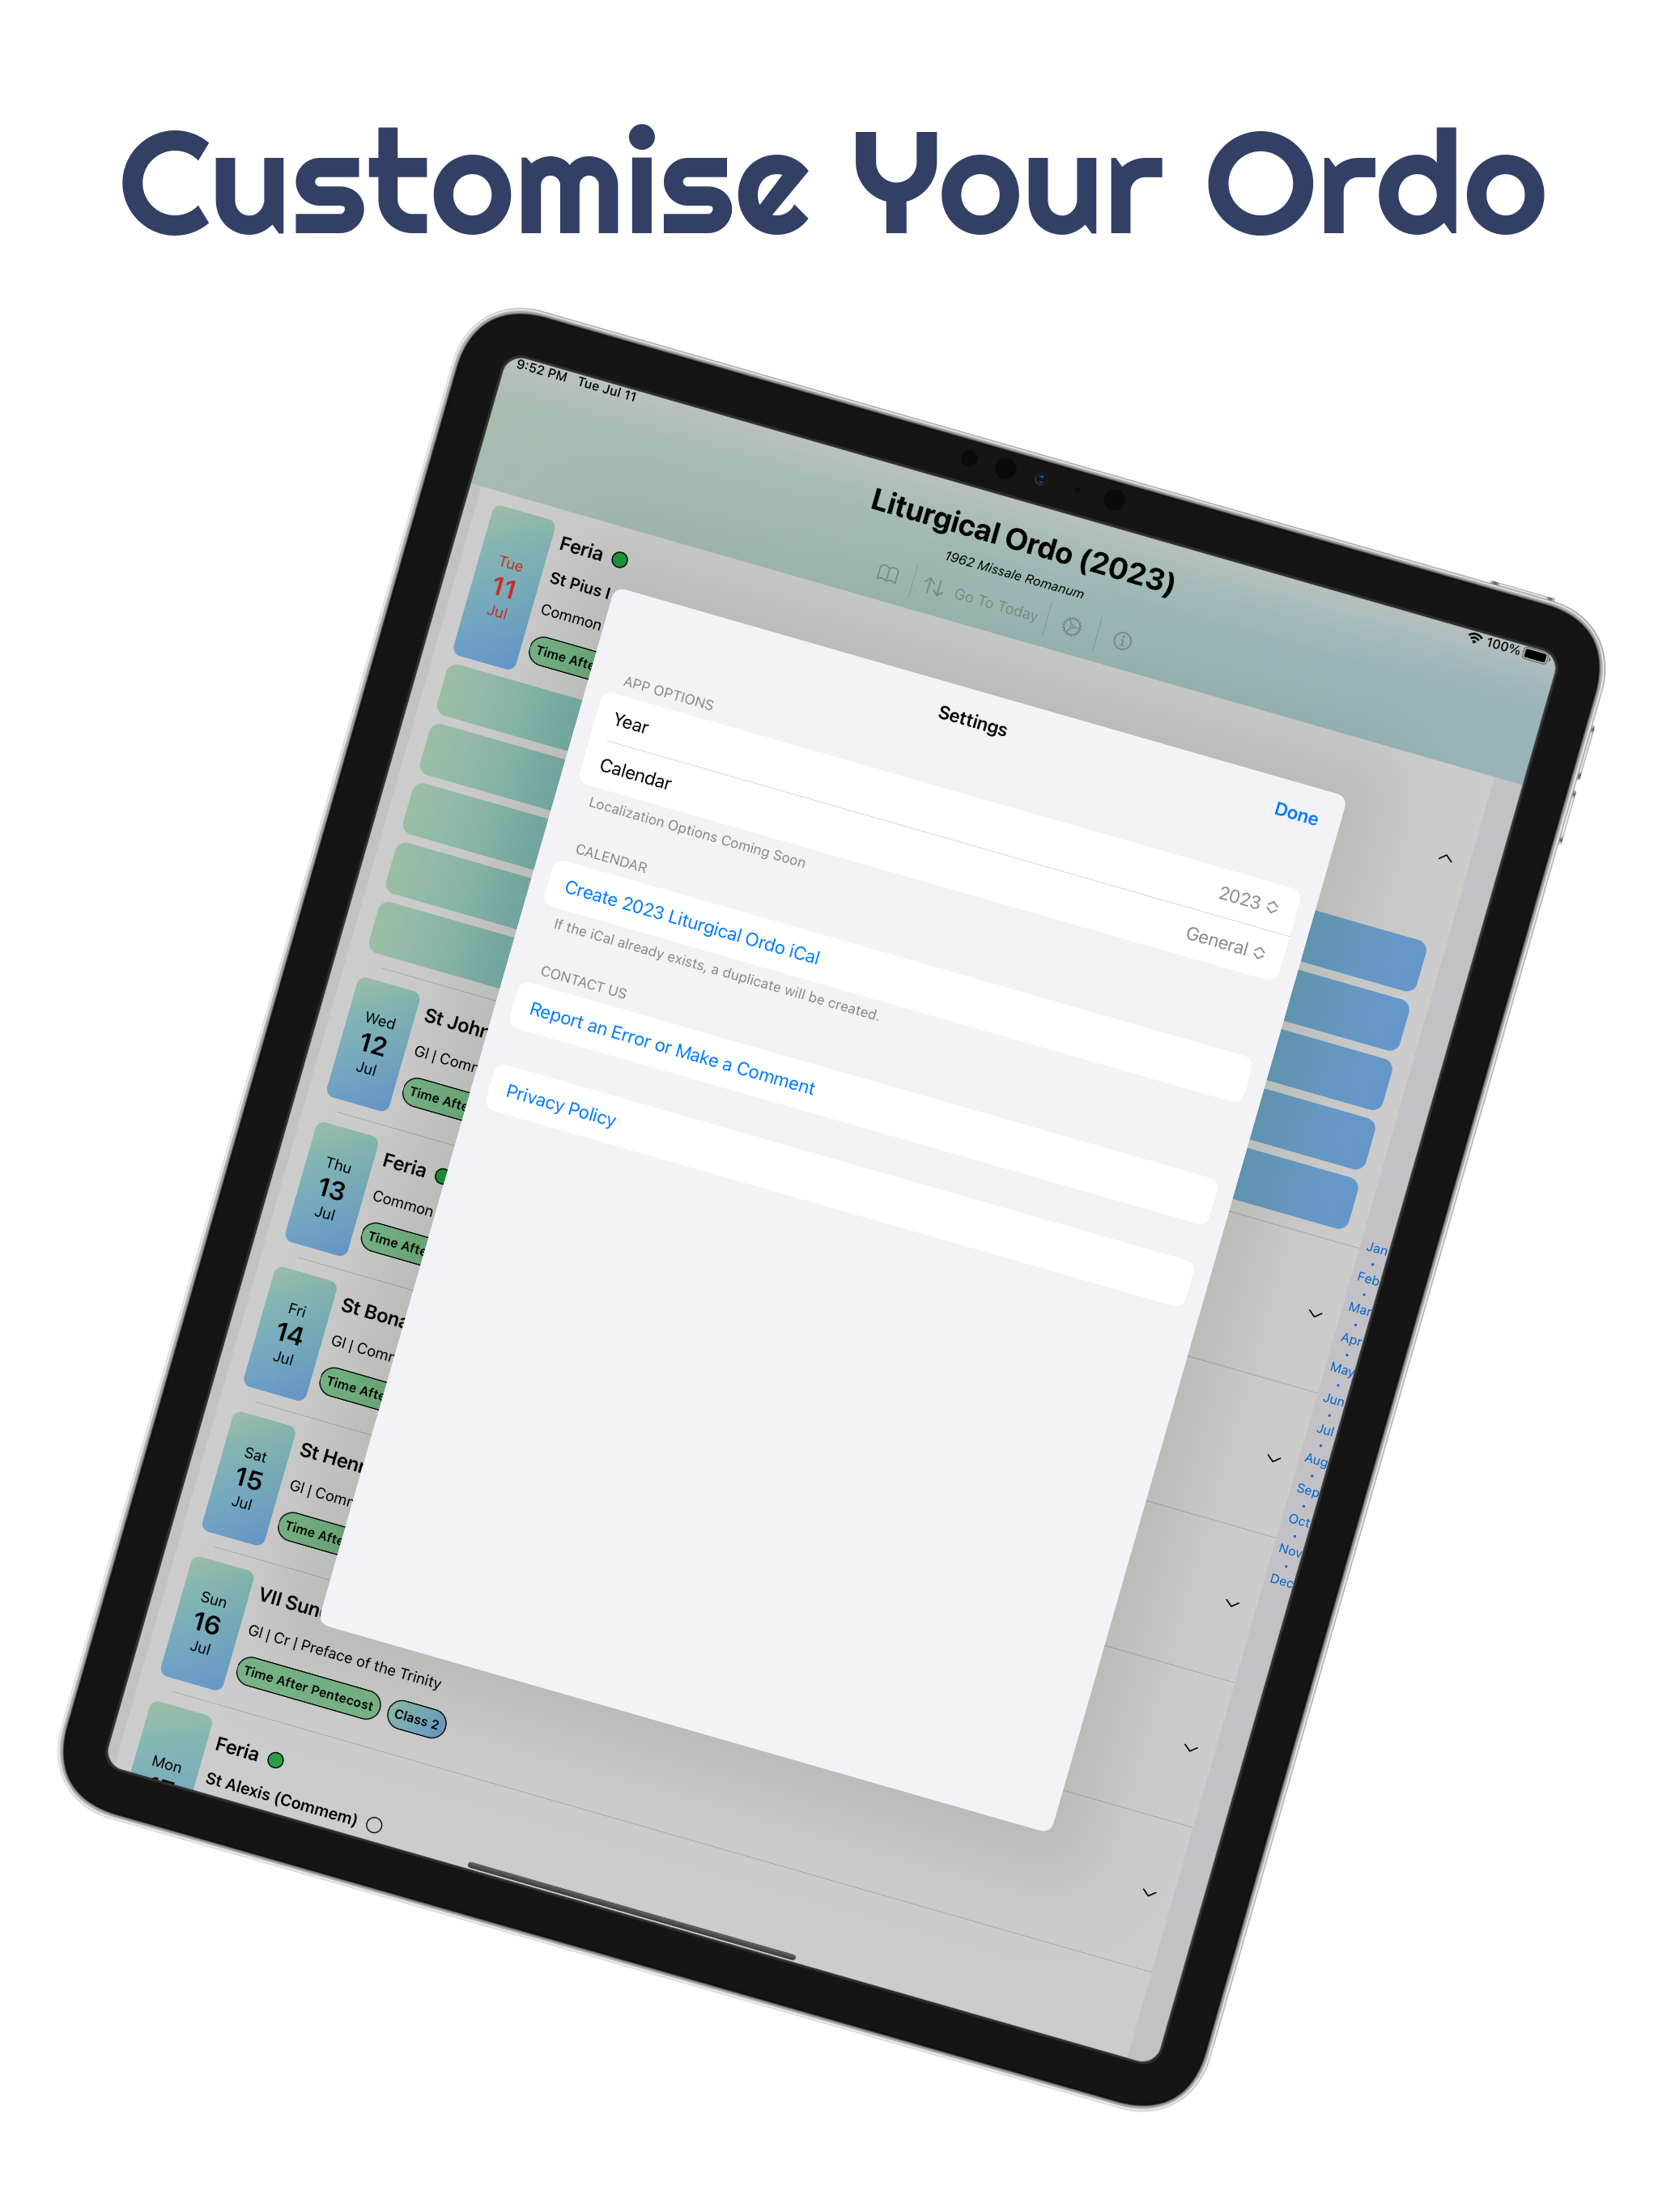 Customise Your Ordo
9:52 PM Tue Jul 11
100%
Liturgical Ordo (2023)
1962 Missale Romanum
Go To Today
Tue
11
Jul
Feria
St Pius I
Common
Time Afte
Settings
Done
APP OPTIONS
Year 2023
Calendar General
Localization Options Coming Soon
CALENDAR
Create 2023 Liturgical Ordo iCal
If the iCal already exists, a duplicate will be created.
CONTACT US
Report an Error or Make a Comment
Privacy Policy
Wed
12
Jul
St John
Gl | Comm
Time Afte
Thu
13
Jul
Feria
Common
Time Afte
Fri
14
Jul
St Bona
Gl | Comm
Time Afte
Sat
15
Jul
St Henr
Gl | Comm
Time Afte
Sun
16
Jul
VII Sun
Gl | Cr | Preface of the Trinity
Time After Pentecost
Class 2
Mon
Feria
St Alexis (Commem)
Jan
Feb
Mar
Apr
May
Jun
Jul
Aug
Sep
Oct
Nov
Dec